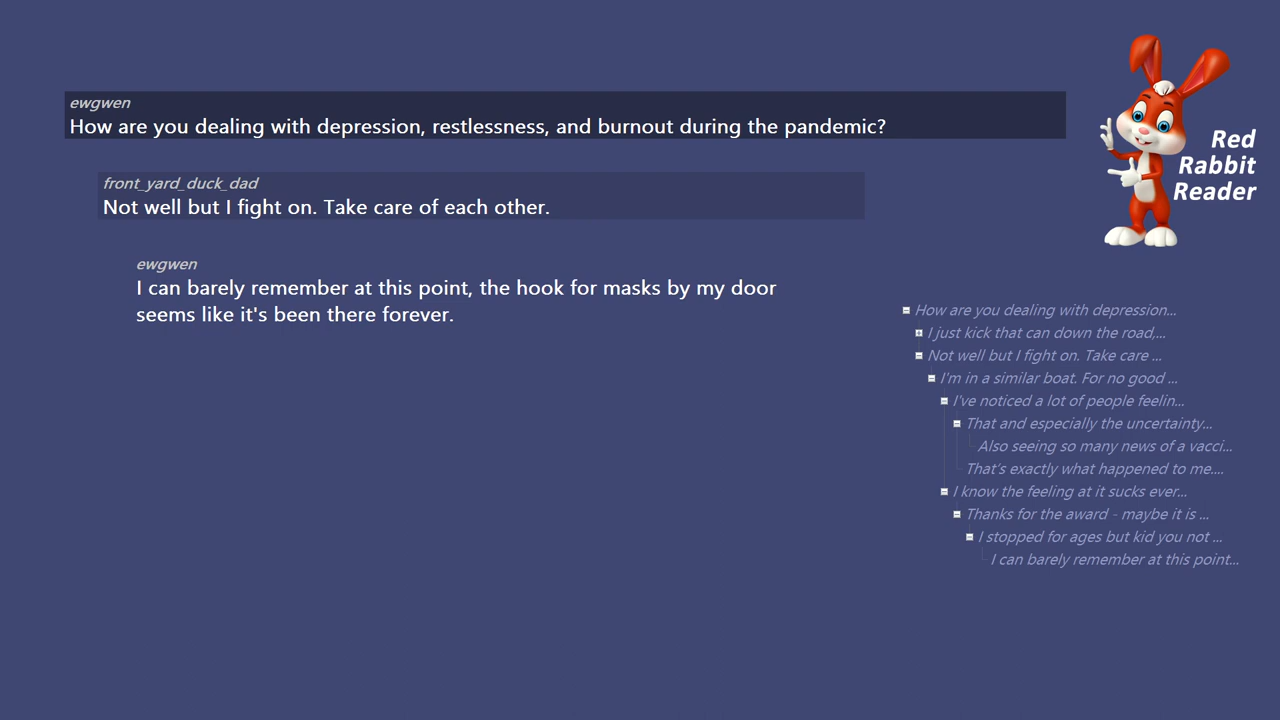 ewgwen
How are you dealing with depression, restlessness, and burnout during the pandemic?
front_yard_duck_dad
Not well but I fight on. Take care of each other.
ewgwen
I can barely remember at this point, the hook for masks by my door
seems like it's been there forever.
Red
Rabbit
Reader
How are you dealing with depression...
I just kick that can down the road,...
Not well but I fight on. Take care ...
I'm in a similar boat. For no good ...
I've noticed a lot of people feelin...
That and especially the uncertainty...
Also seeing so many news of a vacci...
That's exactly what happened to me....
I know the feeling at it sucks ever...
Thanks for the award - maybe it is ...
I stopped for ages but kid you not ...
I can barely remember at this point...